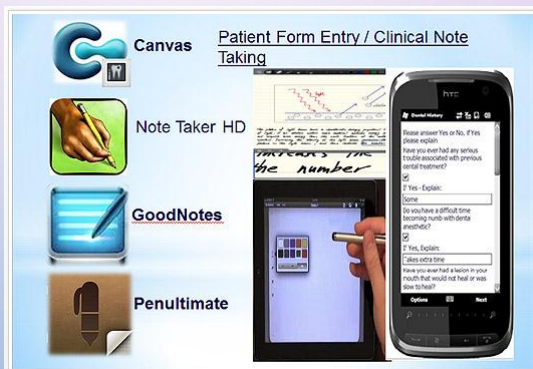 Patient Form Entry / Clinical Note
Taking
Canvas
Note Taker HD
GoodNotes
Penultimate
the number
hTC
Dental History
Please answer Yes or No, If Yes
please explain
Have you ever had any serious
trouble associated with previous
dental treatment?
If Yes - Explain:
Some
Do you have a difficult time
becoming numb with denta
anesthetic?
If Yes, Explain:
Takes extra time
Have you ever had a lesion in your
mouth that would not heal or was
slow to heal?
Options
Next